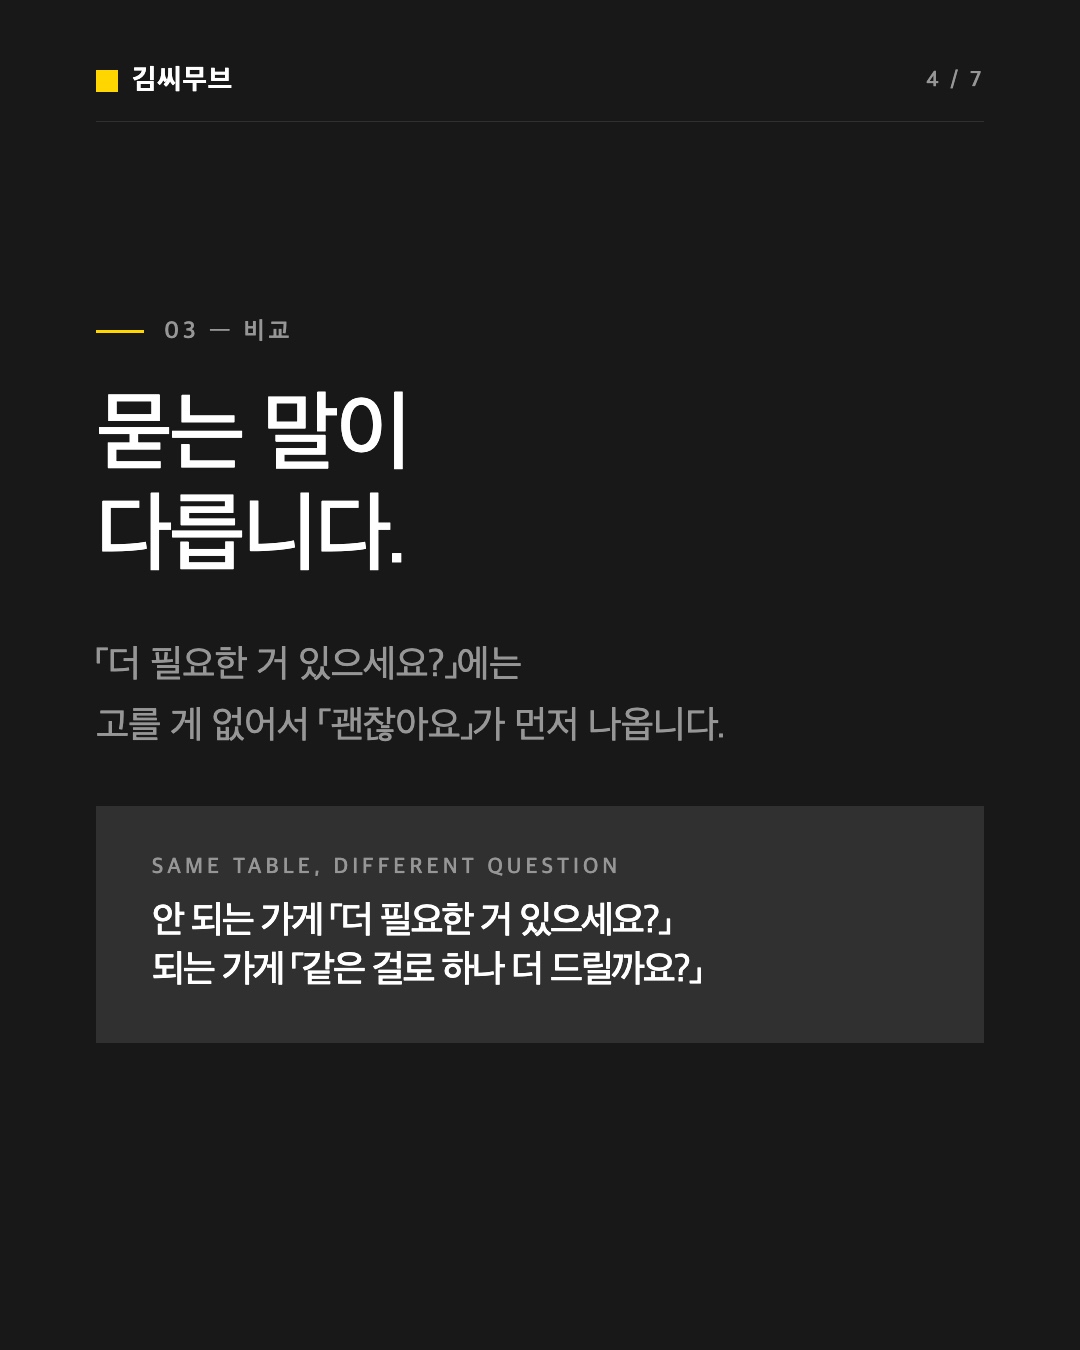 김씨무브
4 / 7
03 — 비교
묻는 말이
다릅니다.
「더 필요한 거 있으세요?」에는
고를 게 없어서 「괜찮아요」가 먼저 나옵니다.
SAME TABLE, DIFFERENT QUESTION
안 되는 가게 「더 필요한 거 있으세요?」
되는 가게 「같은 걸로 하나 더 드릴까요?」